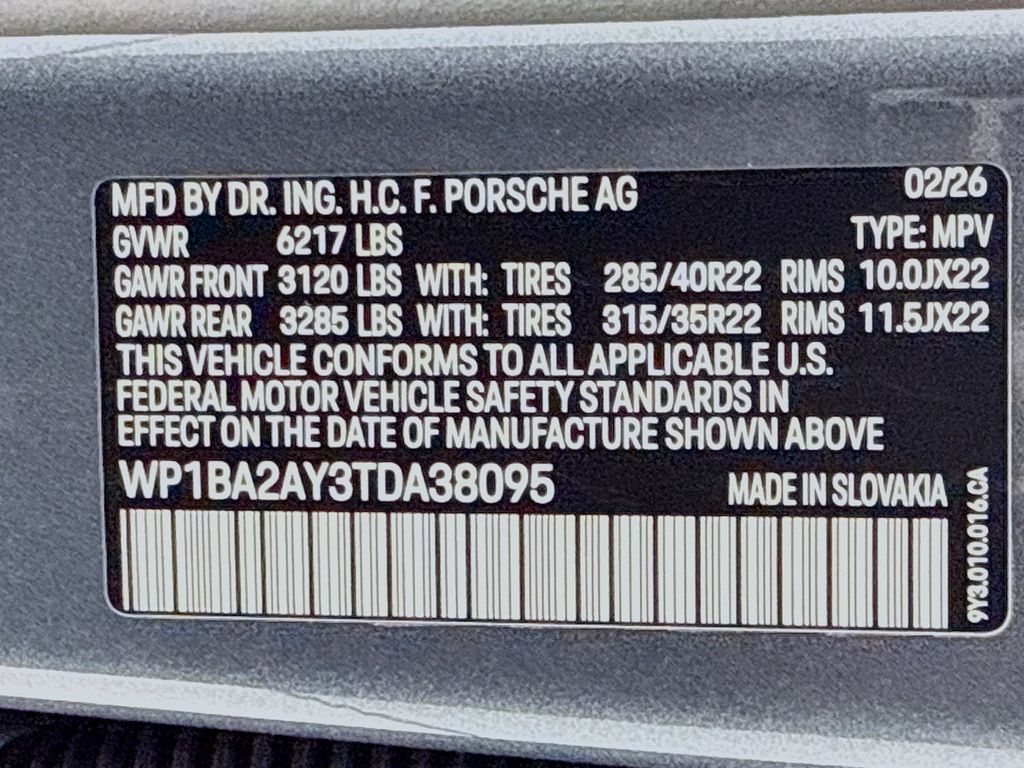 MFD BY DR. ING. H.C. F. PORSCHE AG 02/26
GVWR 6217 LBS TYPE: MPV
GAWR FRONT 3120 LBS WITH: TIRES 285/40R22 RIMS 10.0JX22
GAWR REAR 3285 LBS WITH: TIRES 315/35R22 RIMS 11.5JX22
THIS VEHICLE CONFORMS TO ALL APPLICABLE U.S.
FEDERAL MOTOR VEHICLE SAFETY STANDARDS IN
EFFECT ON THE DATE OF MANUFACTURE SHOWN ABOVE
WP1BA2AY3TDA38095 MADE IN SLOVAKIA
9Y3.010.016.CA